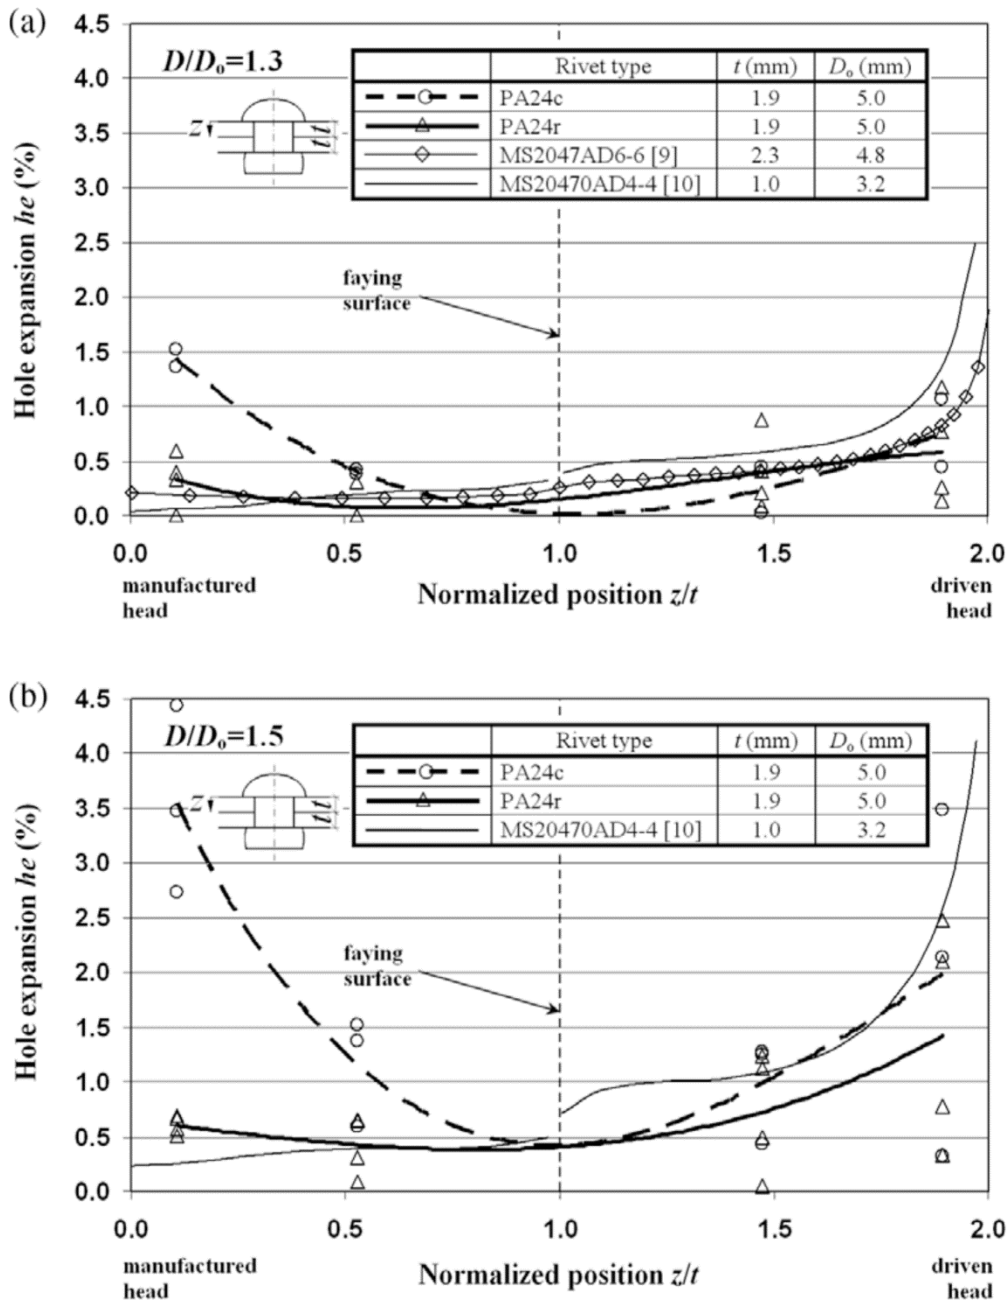 (a)
4.5
4.0
3.5
3.0
2.5
2.0
1.5
1.0
0.5
0.0
Hole expansion he (%)
D/Do=1.3
z
t
t
Rivet type t (mm) Do (mm)
PA24c 1.9 5.0
PA24r 1.9 5.0
MS2047AD6-6 [9] 2.3 4.8
MS20470AD4-4 [10] 1.0 3.2
faying
surface
0.0 0.5 1.0 1.5 2.0
manufactured
head
Normalized position z/t
driven
head
(b)
4.5
4.0
3.5
3.0
2.5
2.0
1.5
1.0
0.5
0.0
Hole expansion he (%)
D/Do=1.5
z
t
t
Rivet type t (mm) Do (mm)
PA24c 1.9 5.0
PA24r 1.9 5.0
MS20470AD4-4 [10] 1.0 3.2
faying
surface
0.0 0.5 1.0 1.5 2.0
manufactured
head
Normalized position z/t
driven
head